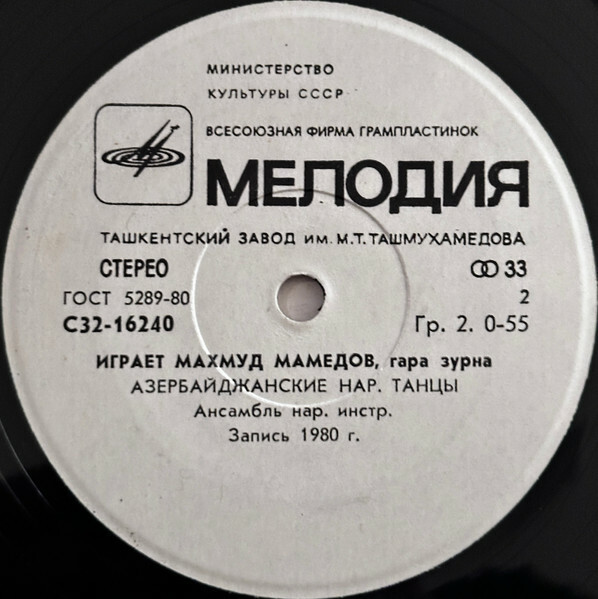 МИНИСТЕРСТВО
КУЛЬТУРЫ СССР
ВСЕСОЮЗНАЯ ФИРМА ГРАМПЛАСТИНОК
МЕЛОДИЯ
ТАШКЕНТСКИЙ ЗАВОД ИМ. М.Т.ТАШМУХАМЕДОВА
СТЕРЕО 33
ГОСТ 5289-80 2
С32-16240 Гр. 2. 0-55
ИГРАЕТ МАХМУД МАМЕДОВ, гара зурна
АЗЕРБАЙДЖАНСКИЕ НАР. ТАНЦЫ
Ансамбль нар. инстр.
Запись 1980 г.